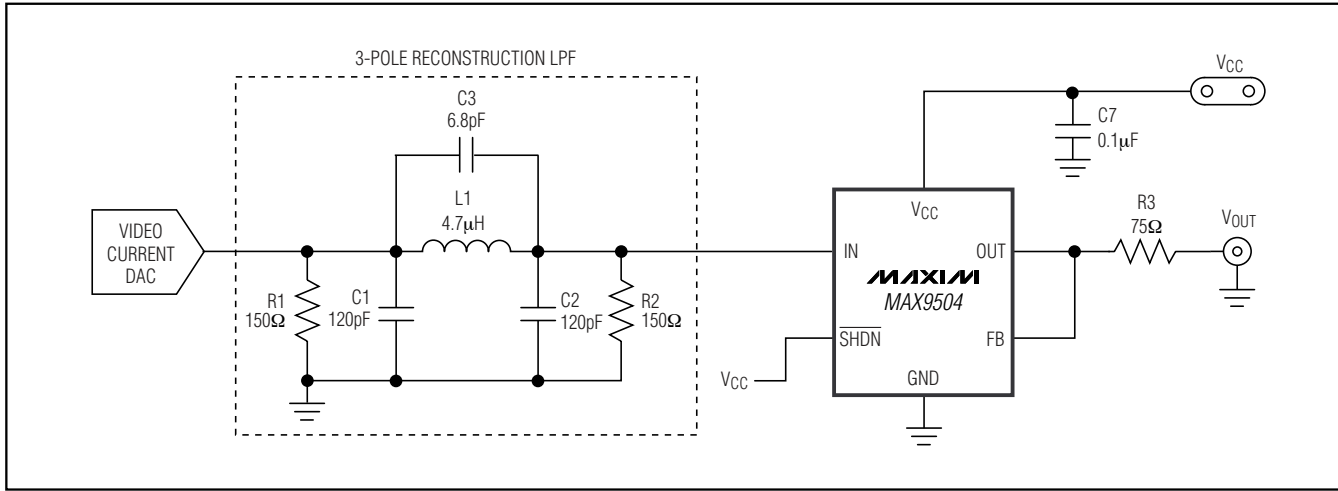 3-POLE RECONSTRUCTION LPF
C3
6.8pF
L1
4.7μH
VIDEO
CURRENT
DAC
R1
150Ω
C1
120pF
C2
120pF
R2
150Ω
VCC
C7
0.1μF
VCC
IN
OUT
MAXIM
MAX9504
SHDN
FB
GND
VCC
R3
75Ω
VOUT